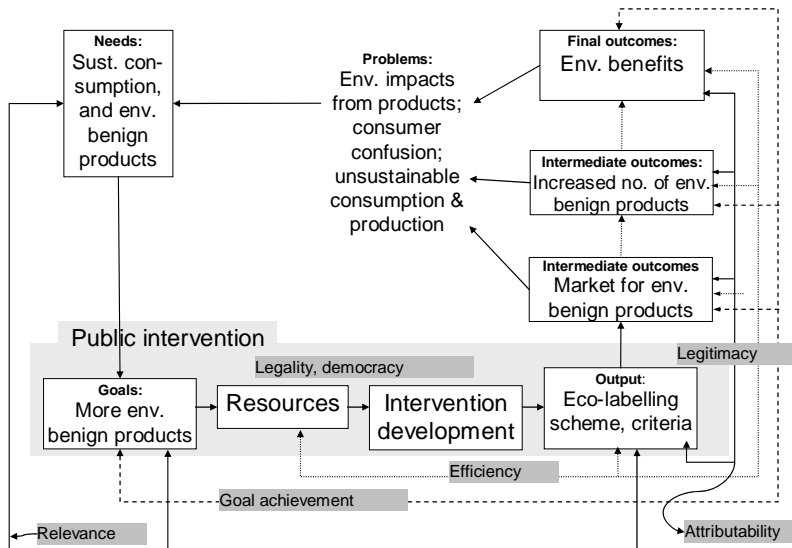 Needs:
Sust. con-
sumption,
and env.
benign
products
Problems:
Env. impacts
from products;
consumer
confusion;
unsustainable
consumption &
production
Final outcomes:
Env. benefits
Intermediate outcomes:
Increased no. of env.
benign products
Intermediate outcomes
Market for env.
benign products
Public intervention
Legality, democracy
Legitimacy
Goals:
More env.
benign products
Resources
Intervention
development
Output:
Eco-labelling
scheme, criteria
Efficiency
Goal achievement
Relevance
Attributability